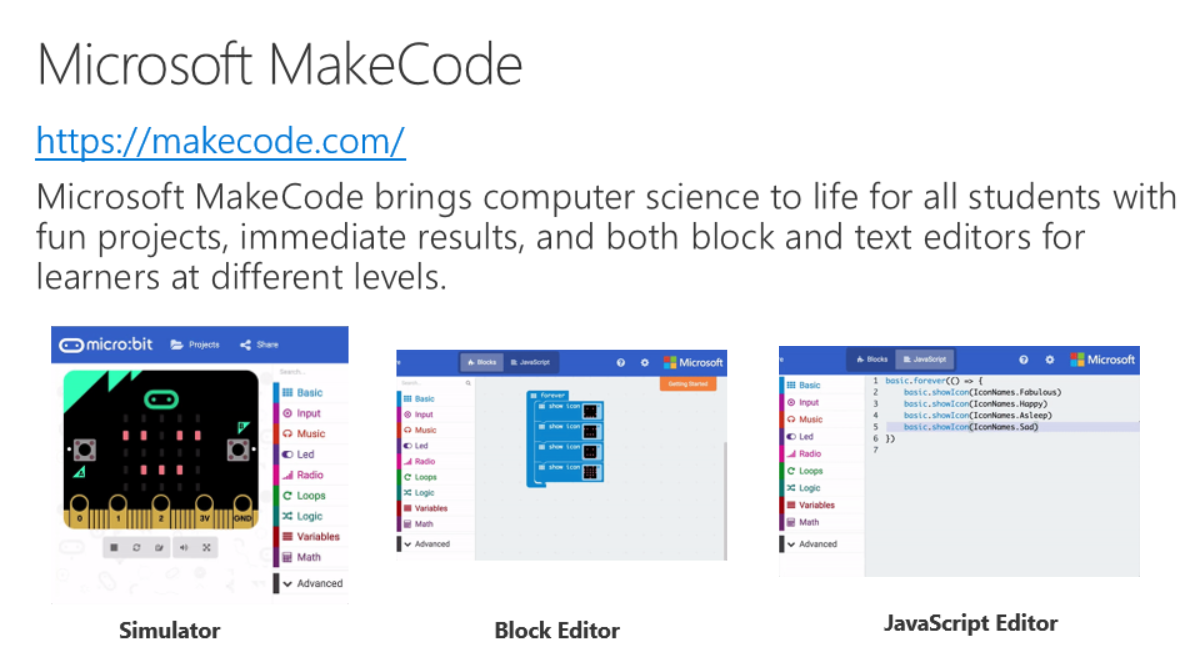 Microsoft MakeCode
https://makecode.com/
Microsoft MakeCode brings computer science to life for all students with
fun projects, immediate results, and both block and text editors for
learners at different levels.
micro:bit Projects Share
Search...
Basic
Input
Music
Led
Radio
Loops
Logic
Variables
Math
Advanced
B
A
0 1 2 3V GND
Simulator
Blocks JavaScript Microsoft
Search...
Getting Started
Basic
Input
Music
Led
Radio
Loops
Logic
Variables
Math
Advanced
forever
show icon
show icon
show icon
show icon
Block Editor
Blocks JavaScript Microsoft
Basic
Input
Music
Led
Radio
Loops
Logic
Variables
Math
Advanced
1 basic.forever(() => {
2 basic.showIcon(IconNames.Fabulous)
3 basic.showIcon(IconNames.Happy)
4 basic.showIcon(IconNames.Asleep)
5 basic.showIcon(IconNames.Sad)
6 })
7
JavaScript Editor